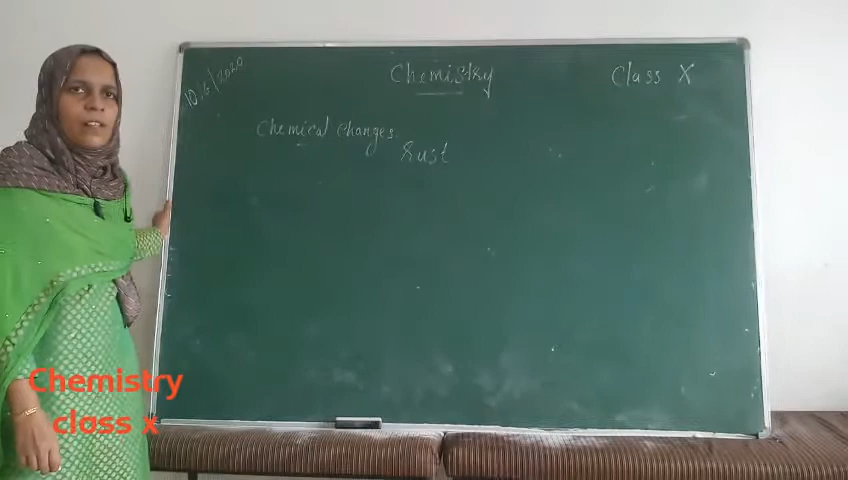 10.6/2020
Chemistry
Class X
Chemical Changes
Rust
Chemistry
class x